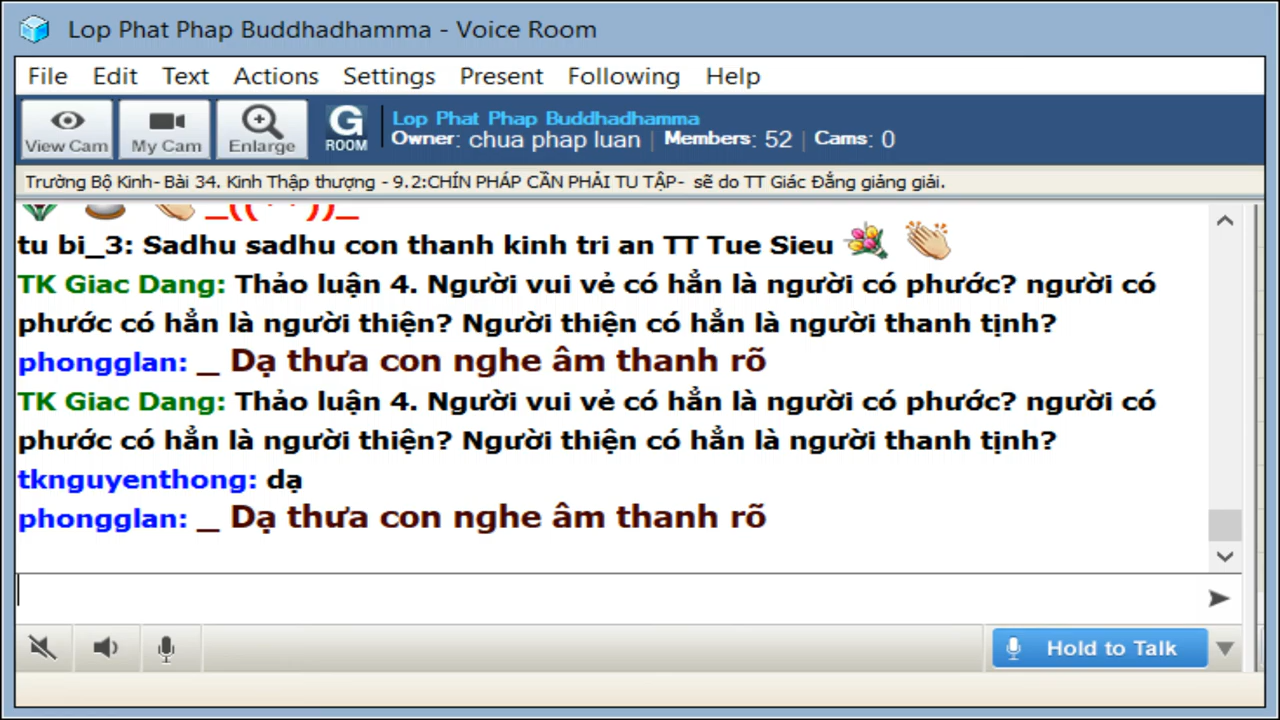 Lop Phat Phap Buddhadhamma - Voice Room
File Edit Text Actions Settings Present Following Help
View Cam My Cam Enlarge G ROOM
Lop Phat Phap Buddhadhamma
Owner: chua phap luan | Members: 52 | Cams: 0
Trường Bộ Kinh- Bài 34. Kinh Thập thượng - 9.2:CHÍN PHÁP CẦN PHẢI TU TẬP- sẽ do TT Giác Đẳng giảng giải.
tu bi_3: Sadhu sadhu con thanh kinh tri an TT Tue Sieu
TK Giac Dang: Thảo luận 4. Người vui vẻ có hẳn là người có phước? người có
phước có hẳn là người thiện? Người thiện có hẳn là người thanh tịnh?
phongglan: _ Dạ thưa con nghe âm thanh rõ
TK Giac Dang: Thảo luận 4. Người vui vẻ có hẳn là người có phước? người có
phước có hẳn là người thiện? Người thiện có hẳn là người thanh tịnh?
tknguyenthong: dạ
phongglan: _ Dạ thưa con nghe âm thanh rõ
Hold to Talk